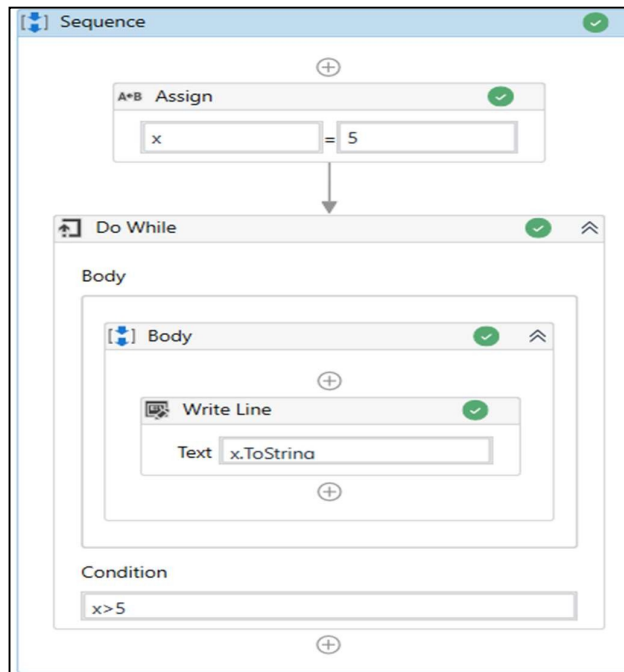 Sequence
A←B Assign
x = 5
Do While
Body
Body
Write Line
Text x.ToString
Condition
x>5